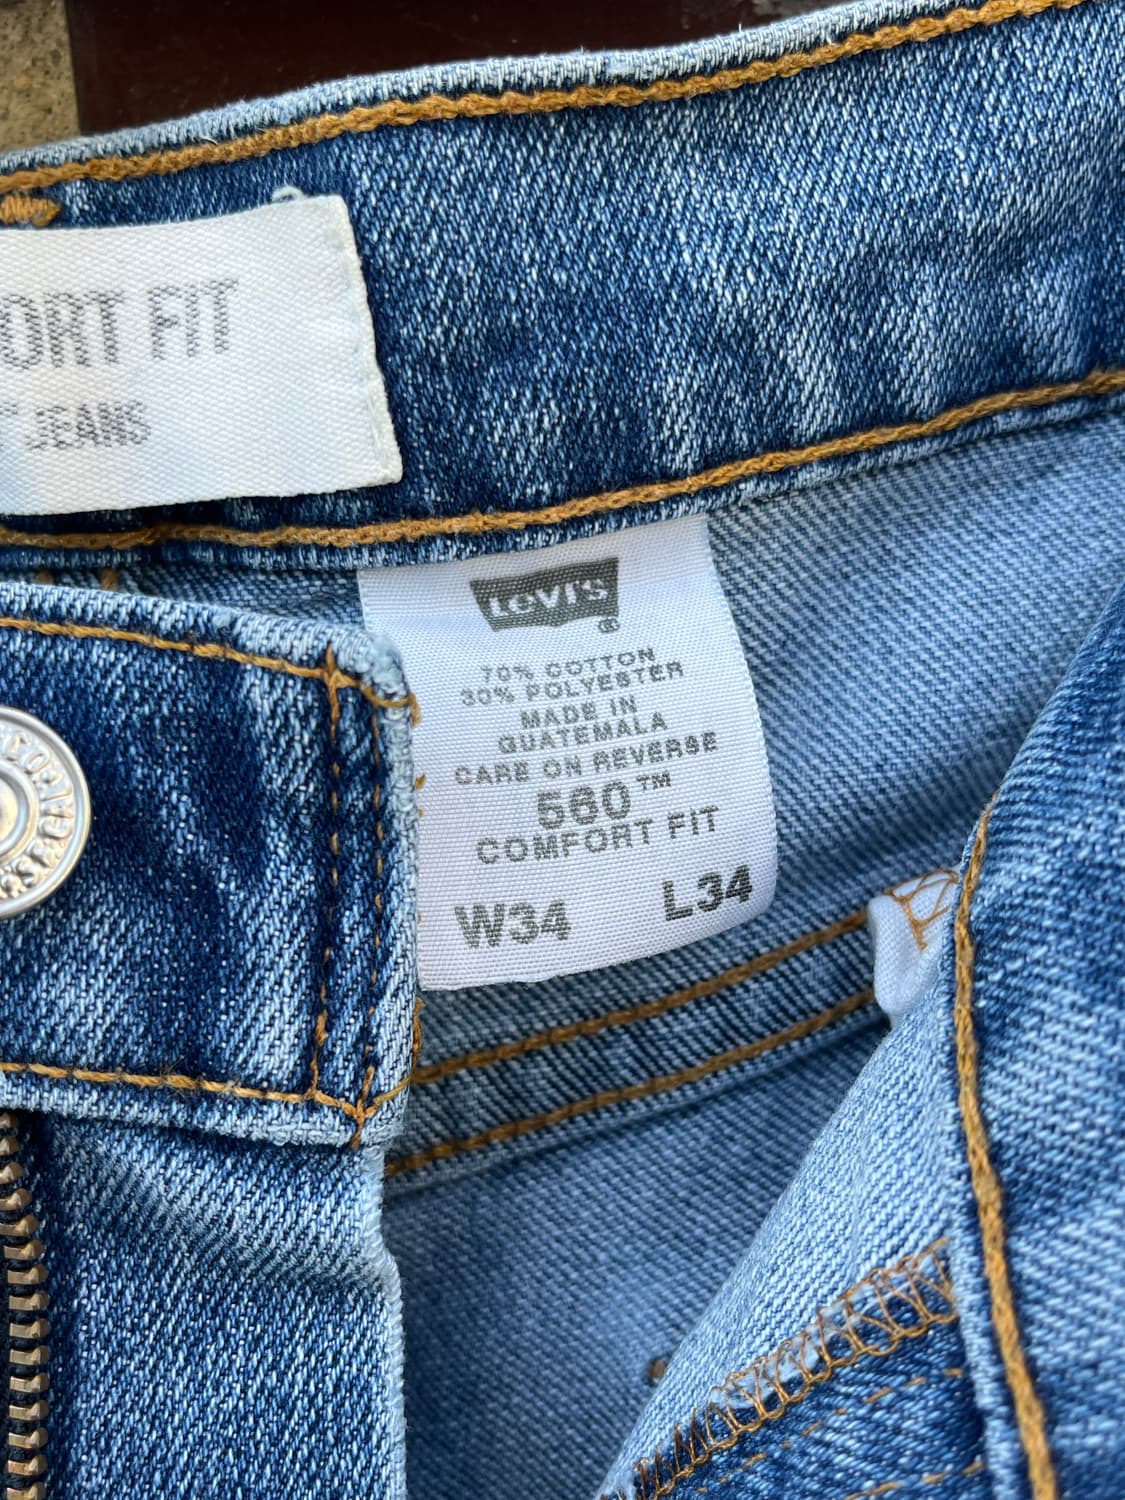 ORT FIT
JEANS
Levi's
®
70% COTTON
30% POLYESTER
MADE IN
GUATEMALA
CARE ON REVERSE
560™
COMFORT FIT
W34 L34